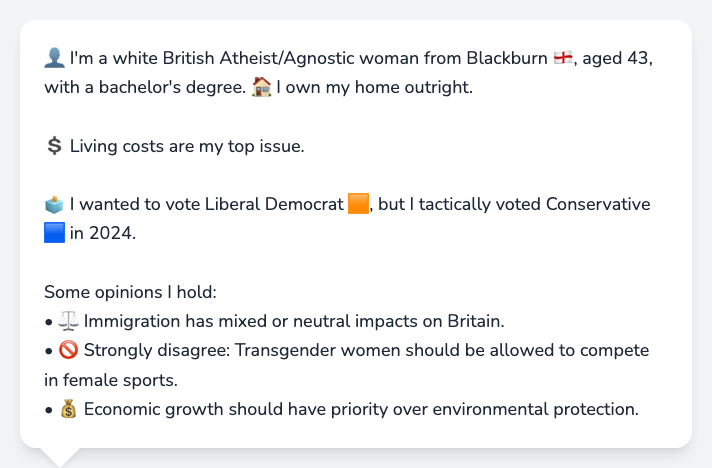 👤 I'm a white British Atheist/Agnostic woman from Blackburn 🏴󠁧󠁢󠁥󠁮󠁧󠁿, aged 43,
with a bachelor's degree. 🏠 I own my home outright.
💲 Living costs are my top issue.
🗳️ I wanted to vote Liberal Democrat 🟧, but I tactically voted Conservative
🟦 in 2024.
Some opinions I hold:
• ⚖️ Immigration has mixed or neutral impacts on Britain.
• 🚫 Strongly disagree: Transgender women should be allowed to compete
in female sports.
• 💰 Economic growth should have priority over environmental protection.